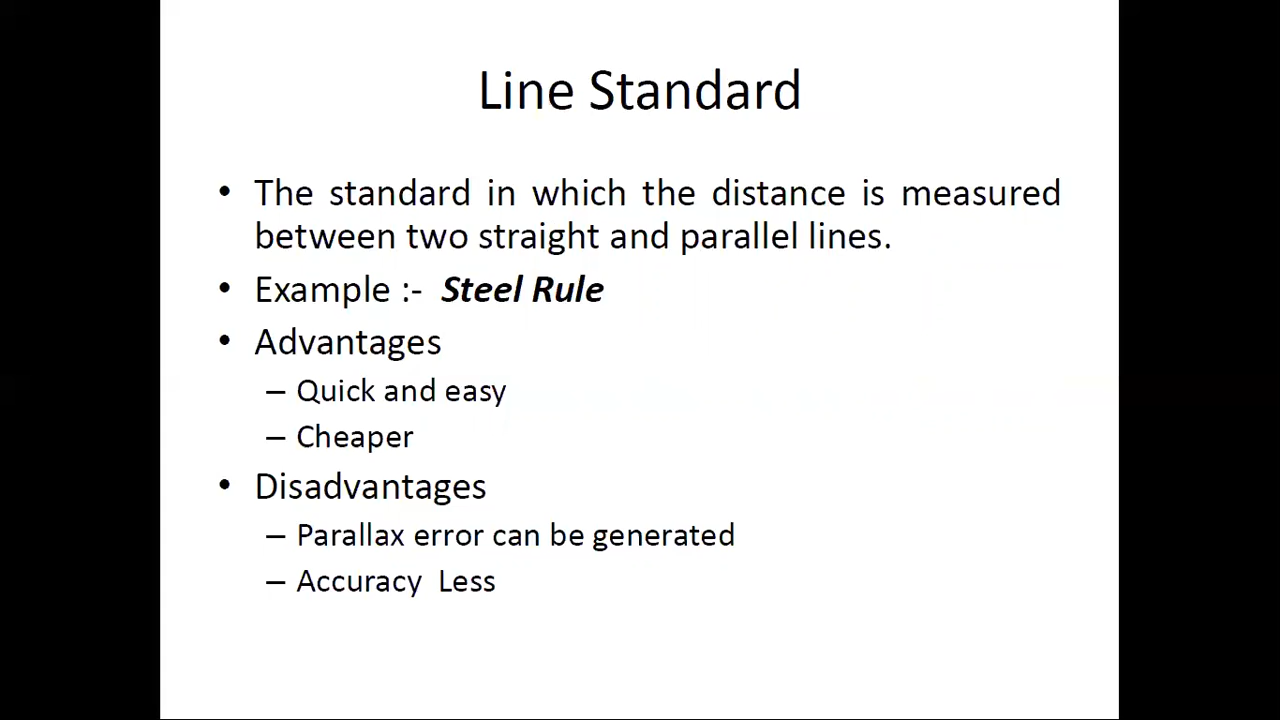 Line Standard
• The standard in which the distance is measured
between two straight and parallel lines.
• Example :- Steel Rule
• Advantages
– Quick and easy
– Cheaper
• Disadvantages
– Parallax error can be generated
– Accuracy Less